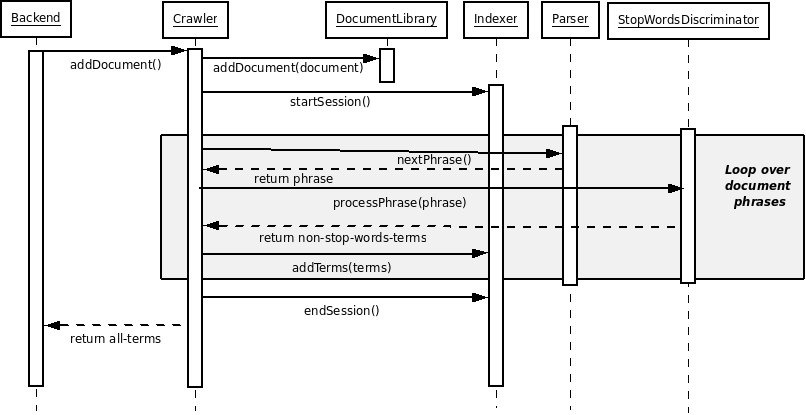 Backend
Crawler
DocumentLibrary
Indexer
Parser
StopWordsDiscriminator
addDocument()
addDocument(document)
startSession()
nextPhrase()
return phrase
Loop over
document
phrases
processPhrase(phrase)
return non-stop-words-terms
addTerms(terms)
endSession()
return all-terms